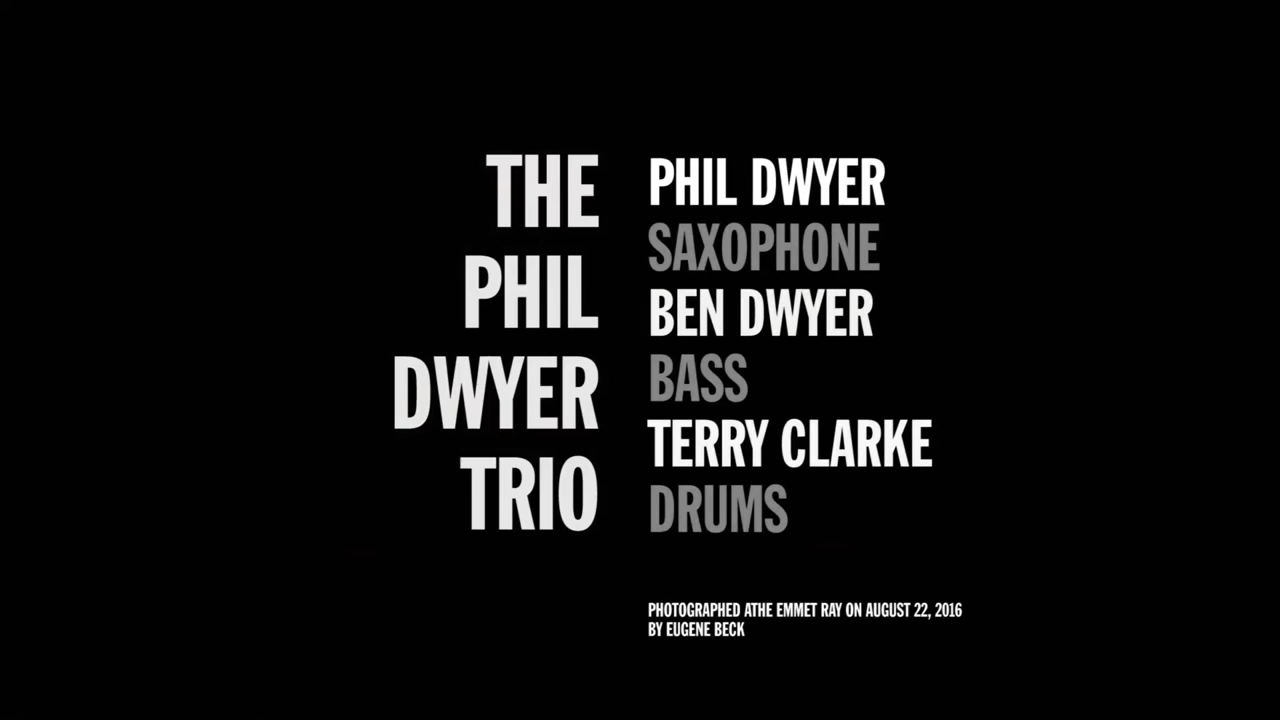 THE
PHIL
DWYER
TRIO
PHIL DWYER
SAXOPHONE
BEN DWYER
BASS
TERRY CLARKE
DRUMS
PHOTOGRAPHED ATHE EMMET RAY ON AUGUST 22, 2016
BY EUGENE BECK